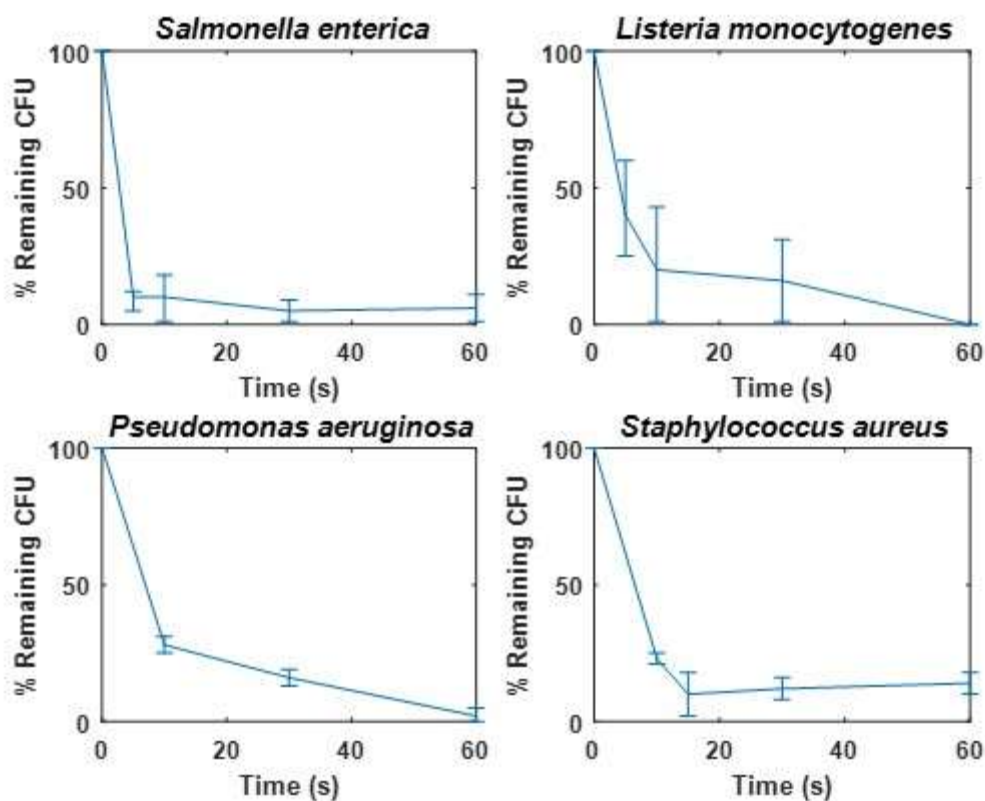 Salmonella enterica
100
50
0
% Remaining CFU
0 20 40 60
Time (s)
Listeria monocytogenes
100
50
0
% Remaining CFU
0 20 40 60
Time (s)
Pseudomonas aeruginosa
100
50
0
% Remaining CFU
0 20 40 60
Time (s)
Staphylococcus aureus
100
50
0
% Remaining CFU
0 20 40 60
Time (s)